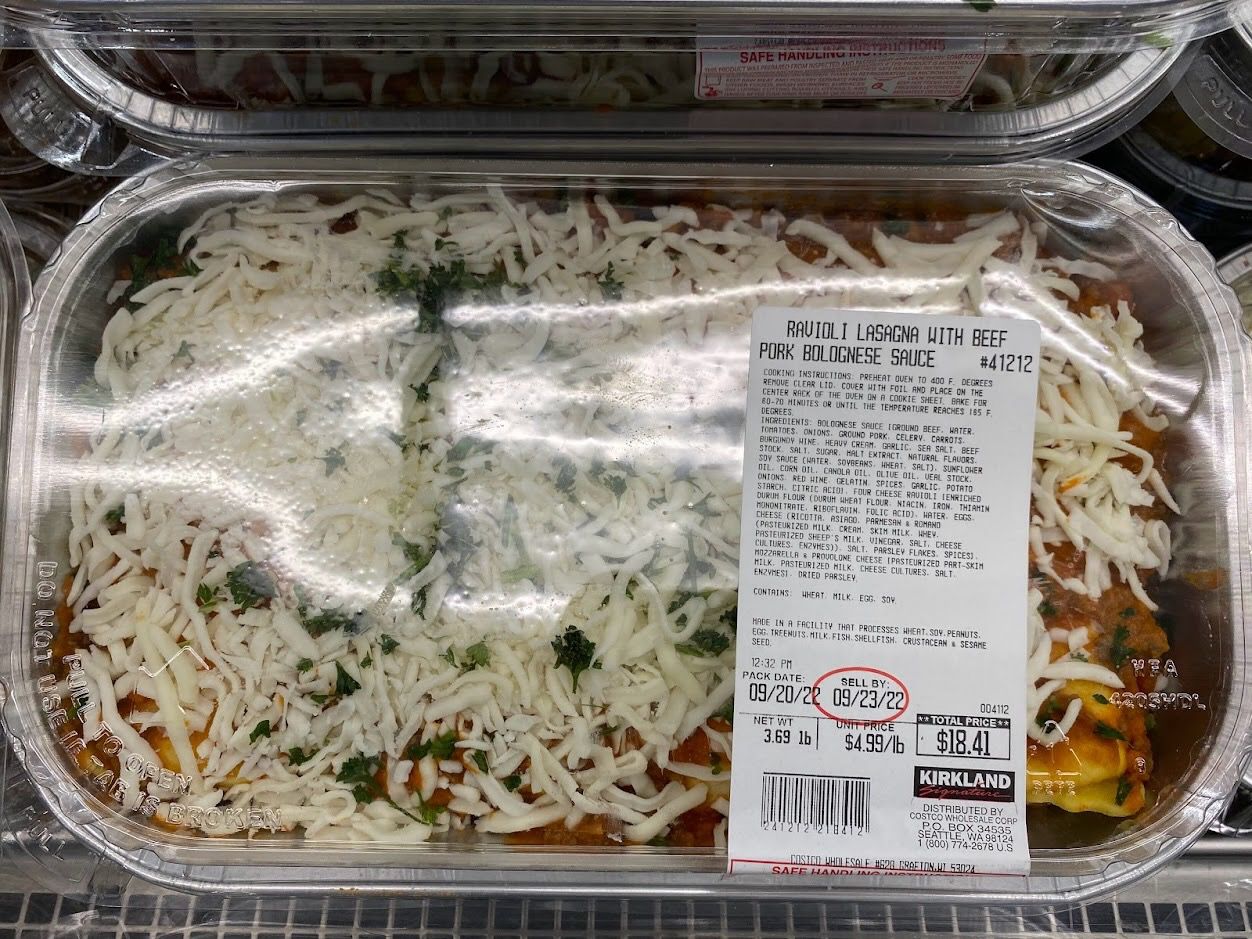 SAFE HANDLING INSTRUCTIONS
PULL
PULL
RAVIOLI LASAGNA WITH BEEF
PORK BOLOGNESE SAUCE #41212
COOKING INSTRUCTIONS: PREHEAT OVEN TO 400 F. DEGREES
REMOVE CLEAR LID. COVER WITH FOIL AND PLACE ON THE
CENTER RACK OF THE OVEN ON A COOKIE SHEET. BAKE FOR
60-70 MINUTES OR UNTIL THE TEMPERATURE REACHES 165 F.
DEGREES.
INGREDIENTS: BOLOGNESE SAUCE [GROUND BEEF, WATER,
TOMATOES, ONIONS, GROUND PORK, CELERY, CARROTS,
BURGUNDY WINE, HEAVY CREAM, GARLIC, SEA SALT, BEEF
STOCK, SALT, SUGAR, MALT EXTRACT, NATURAL FLAVORS,
SOY SAUCE (WATER, SOYBEANS, WHEAT, SALT), SUNFLOWER
OIL, CORN OIL, CANOLA OIL, OLIVE OIL, VEAL STOCK,
ONIONS, RED WINE, GELATIN, SPICES, GARLIC, POTATO
STARCH, CITRIC ACID), FOUR CHEESE RAVIOLI [ENRICHED
DURUM FLOUR (DURUM WHEAT FLOUR, NIACIN, IRON, THIAMIN
MONONITRATE, RIBOFLAVIN, FOLIC ACID), WATER, EGGS,
CHEESE (RICOTTA, ASIAGO, PARMESAN & ROMANO
(PASTEURIZED MILK, CREAM, SKIM MILK, WHEY,
PASTEURIZED SHEEP'S MILK, VINEGAR, SALT, CHEESE
CULTURES, ENZYMES)), SALT, PARSLEY FLAKES, SPICES),
MOZZARELLA & PROVOLONE CHEESE (PASTEURIZED PART-SKIM
MILK, PASTEURIZED MILK, CHEESE CULTURES, SALT,
ENZYMES), DRIED PARSLEY.
CONTAINS: WHEAT, MILK, EGG, SOY.
MADE IN A FACILITY THAT PROCESSES WHEAT,SOY,PEANUTS,
EGG,TREENUTS,MILK,FISH,SHELLFISH, CRUSTACEAN & SESAME
SEED.
12:32 PM
PACK DATE: SELL BY:
09/20/22 09/23/22
004112
NET WT UNIT PRICE **TOTAL PRICE**
3.69 lb $4.99/lb $18.41
KIRKLAND
Signature
241212218412
DISTRIBUTED BY
COSTCO WHOLESALE CORP
P.O. BOX 34535
SEATTLE, WA 98124
1 (800) 774-2678 U.S
COSTCO WHOLESALE #628 GRAFTON,WI 53024
SAFE HANDLING
DO NOT USE IF
PULL TO OPEN
TAB IS BROKEN
PULL